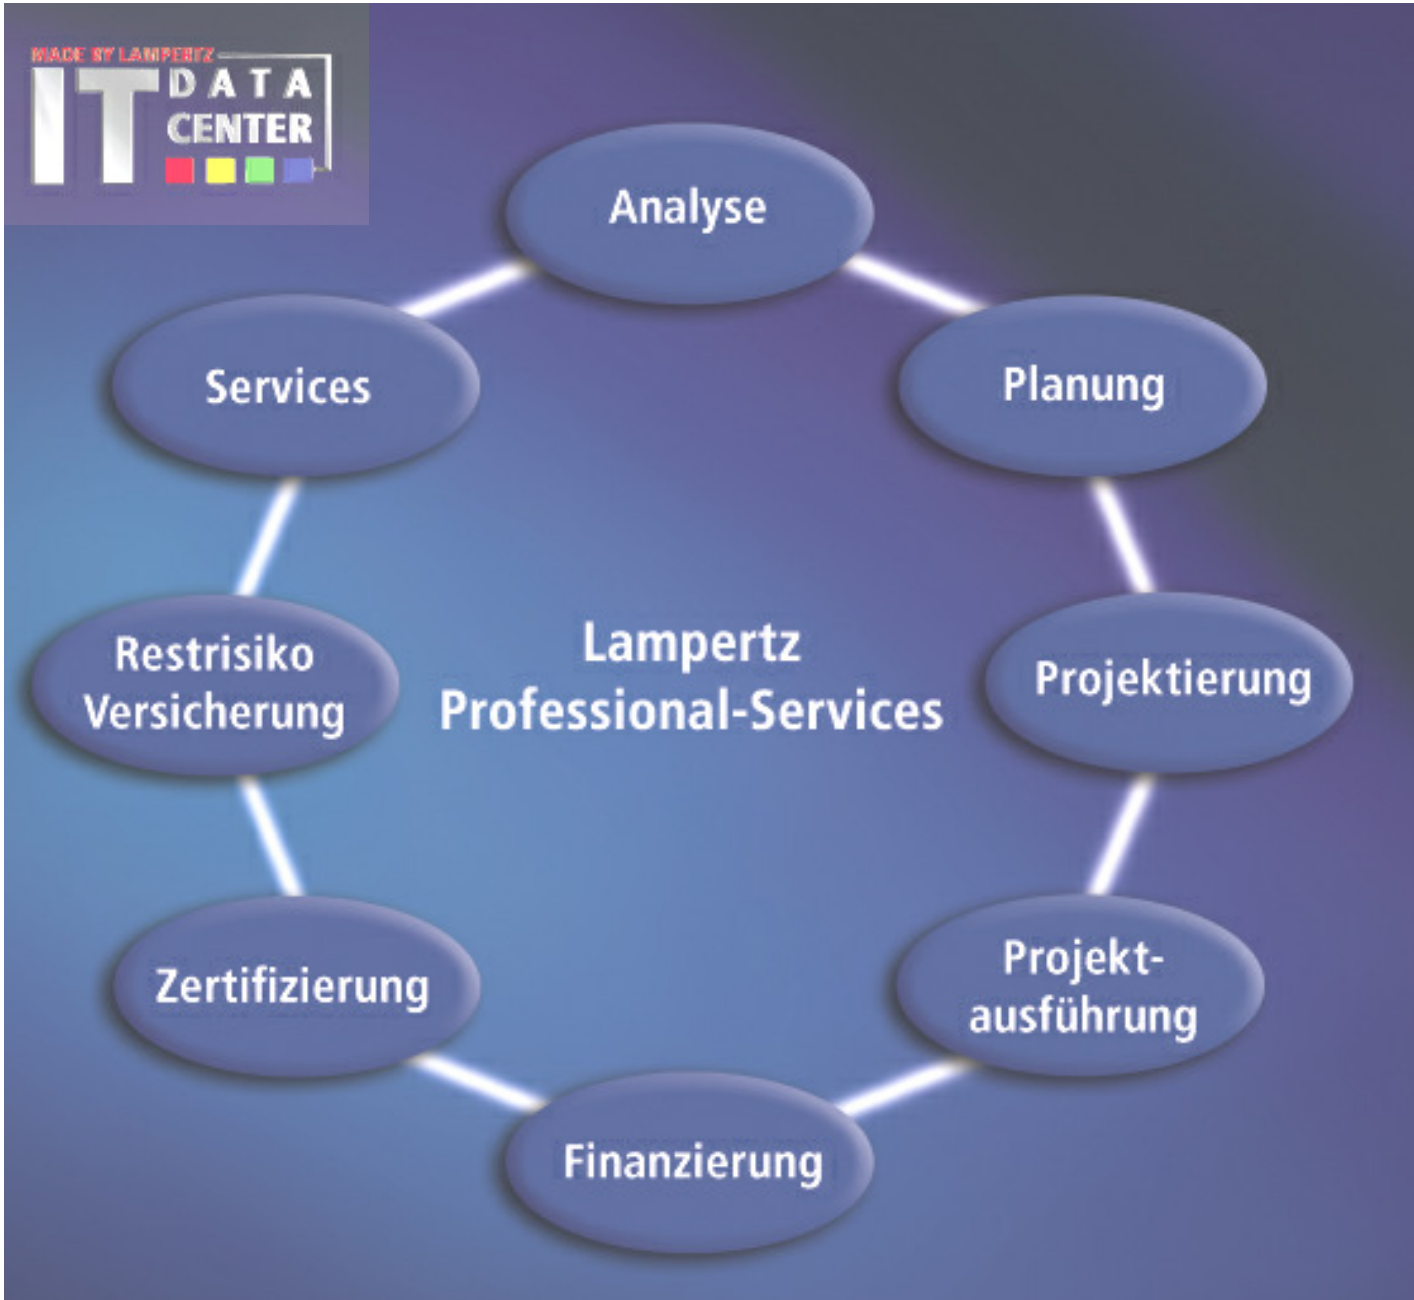 MADE BY LAMPERTZ
IT DATA
CENTER
Analyse
Services
Planung
Restrisiko
Versicherung
Lampertz
Professional-Services
Projektierung
Zertifizierung
Projekt-
ausführung
Finanzierung